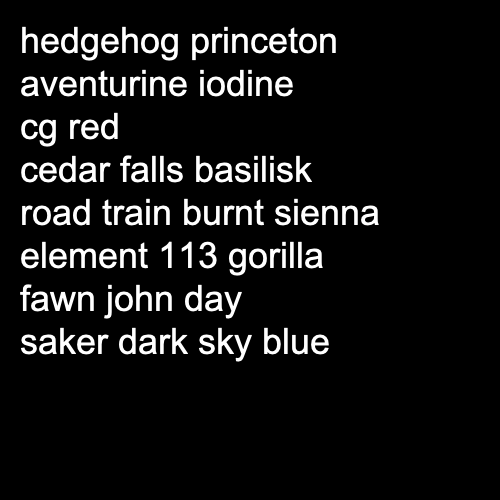 hedgehog princeton
aventurine iodine
cg red
cedar falls basilisk
road train burnt sienna
element 113 gorilla
fawn john day
saker dark sky blue